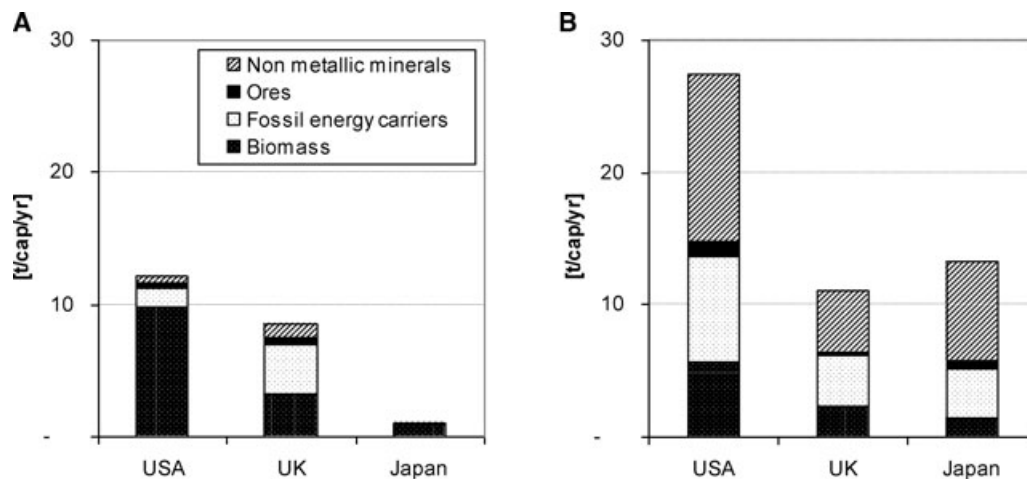 A
30
20
10
-
[t/cap/yr]
Non metallic minerals
Ores
Fossil energy carriers
Biomass
USA UK Japan
B
30
20
10
-
[t/cap/yr]
USA UK Japan